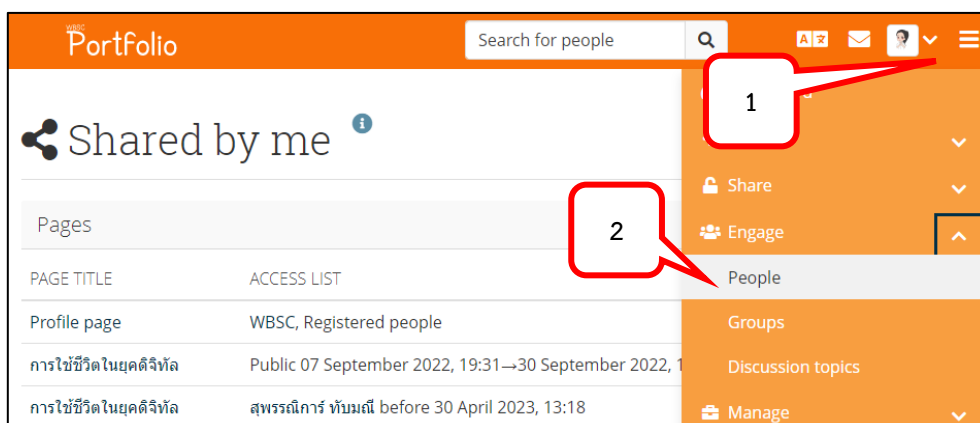 WBSC
Portfolio
Search for people
1
Shared by me
Share
2
Engage
Pages
People
PAGE TITLE ACCESS LIST
Profile page WBSC, Registered people
Groups
การใช้ชีวิตในยุคดิจิทัล Public 07 September 2022, 19:31→30 September 2022, 1
Discussion topics
การใช้ชีวิตในยุคดิจิทัล สุพรรณิการ์ ทับมณี before 30 April 2023, 13:18
Manage